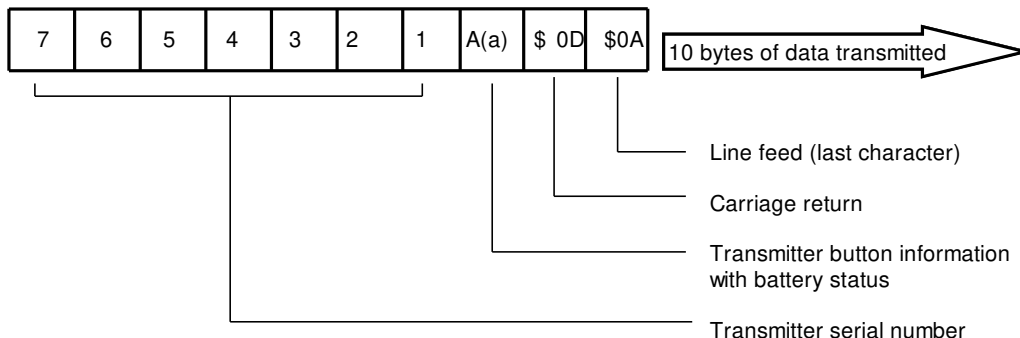 7 6 5 4 3 2 1 A(a) $ 0D $0A
10 bytes of data transmitted
Line feed (last character)
Carriage return
Transmitter button information
with battery status
Transmitter serial number